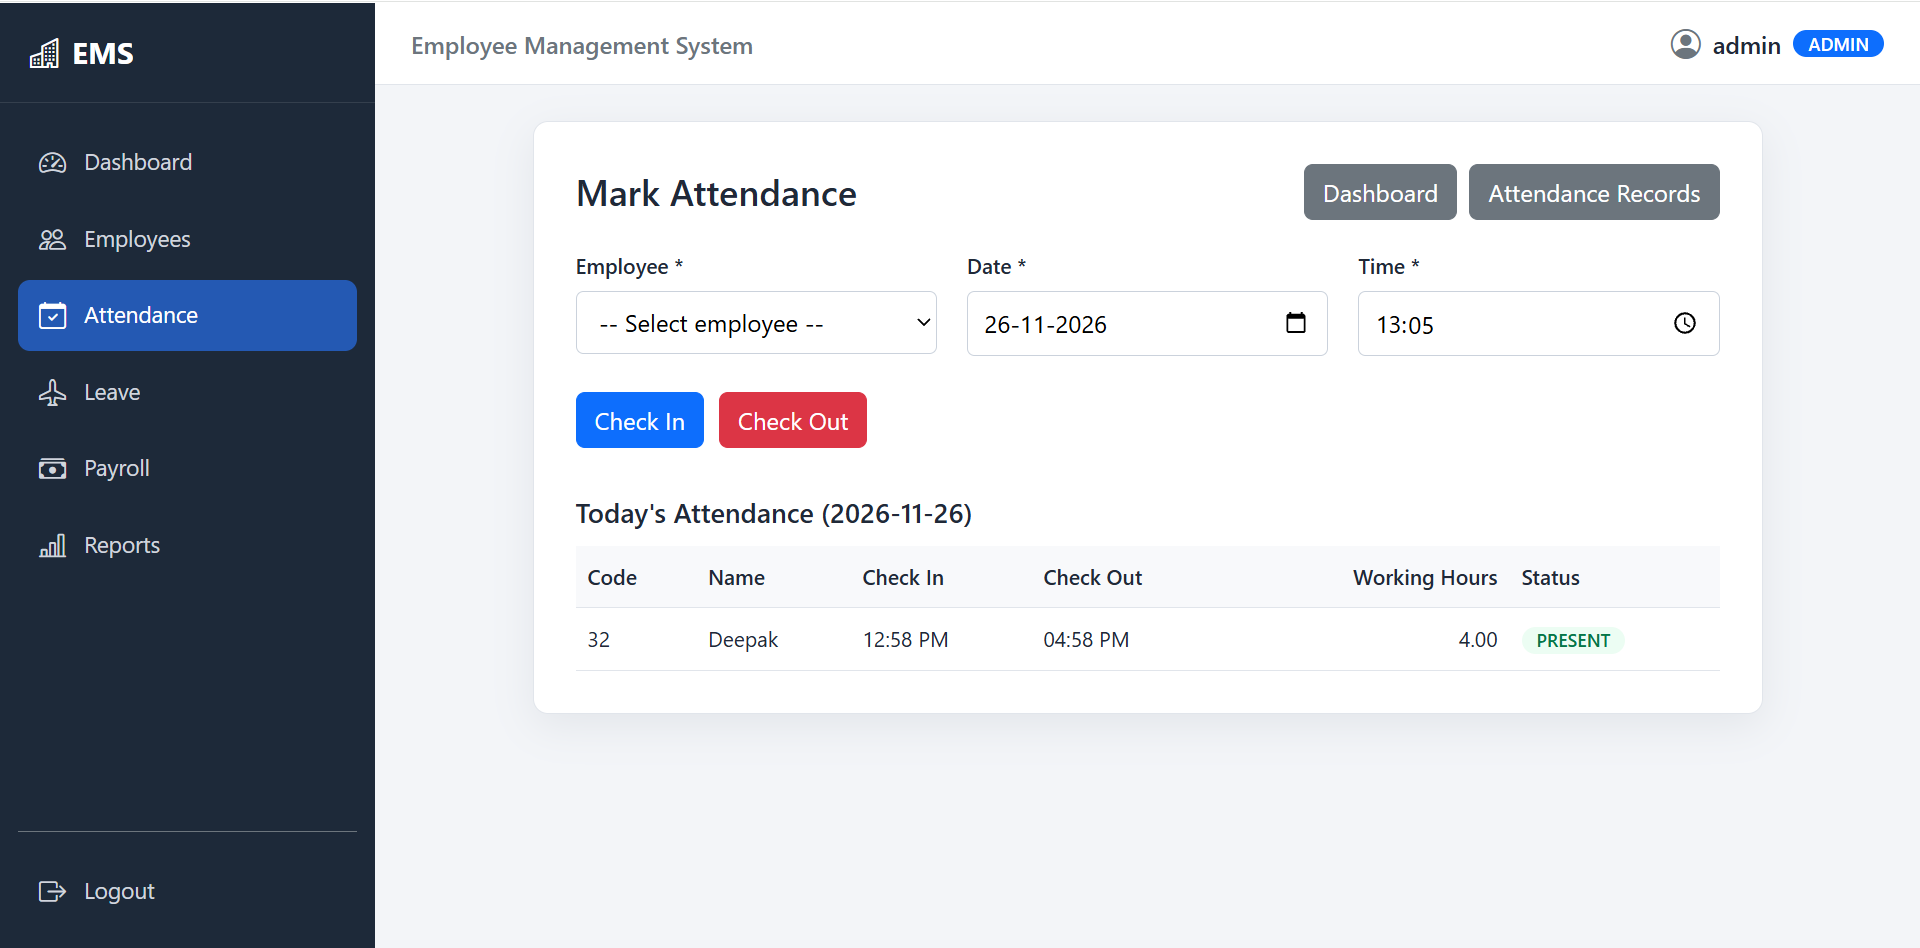 EMS
Employee Management System
admin ADMIN
Dashboard
Employees
Attendance
Leave
Payroll
Reports
Logout
Mark Attendance
Dashboard Attendance Records
Employee * Date * Time *
-- Select employee -- 26-11-2026 13:05
Check In Check Out
Today's Attendance (2026-11-26)
Code Name Check In Check Out Working Hours Status
32 Deepak 12:58 PM 04:58 PM 4.00 PRESENT